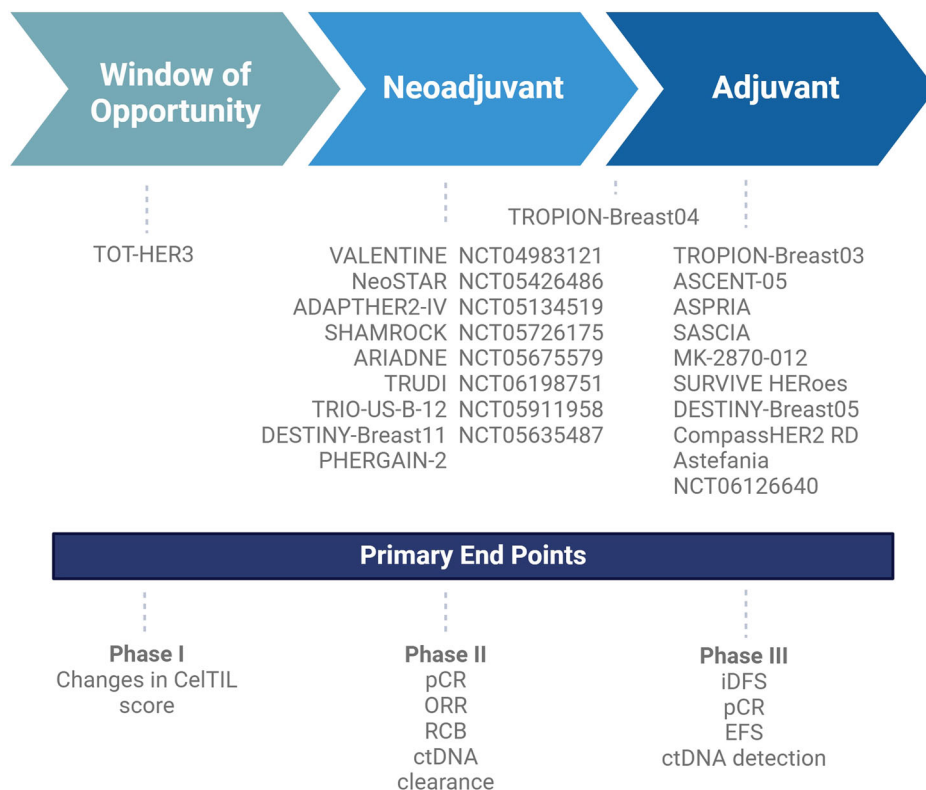 Window of
Opportunity
Neoadjuvant
Adjuvant
TROPION-Breast04
TOT-HER3
VALENTINE NCT04983121
NeoSTAR NCT05426486
ADAPTHER2-IV NCT05134519
SHAMROCK NCT05726175
ARIADNE NCT05675579
TRUDI NCT06198751
TRIO-US-B-12 NCT05911958
DESTINY-Breast11 NCT05635487
PHERGAIN-2
TROPION-Breast03
ASCENT-05
ASPRIA
SASCIA
MK-2870-012
SURVIVE HERoes
DESTINY-Breast05
CompassHER2 RD
Astefania
NCT06126640
Primary End Points
Phase I
Changes in CelTIL
score
Phase II
pCR
ORR
RCB
ctDNA
clearance
Phase III
iDFS
pCR
EFS
ctDNA detection